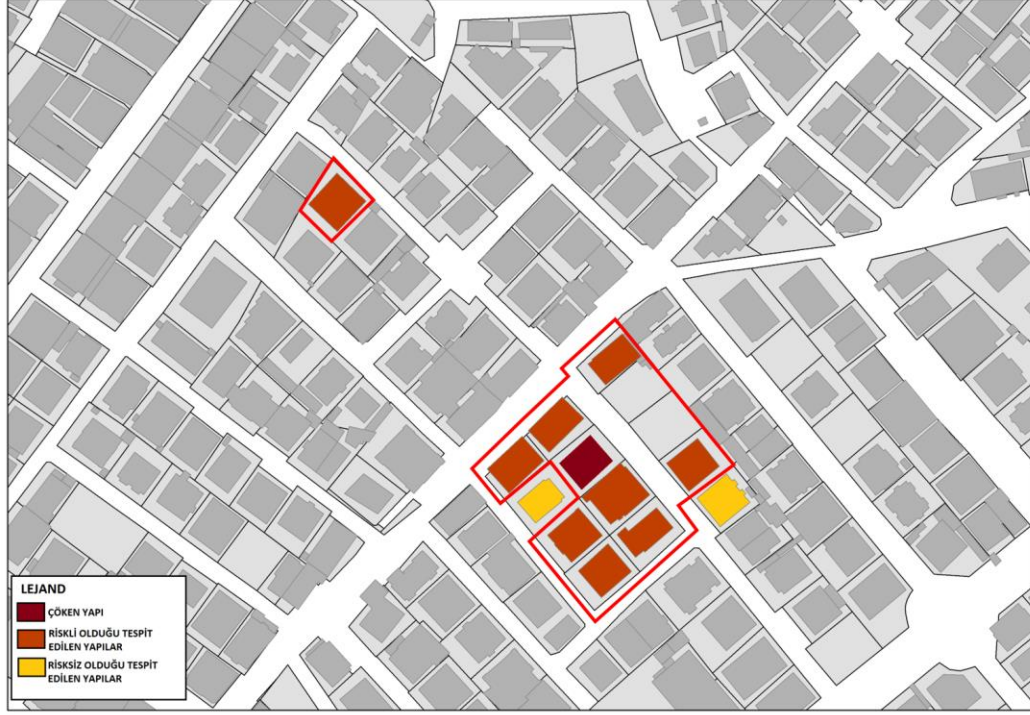 LEJAND
ÇÖKEN YAPI
RİSKLİ OLDUĞU TESPİT
EDİLEN YAPILAR
RİSKSİZ OLDUĞU TESPİT
EDİLEN YAPILAR